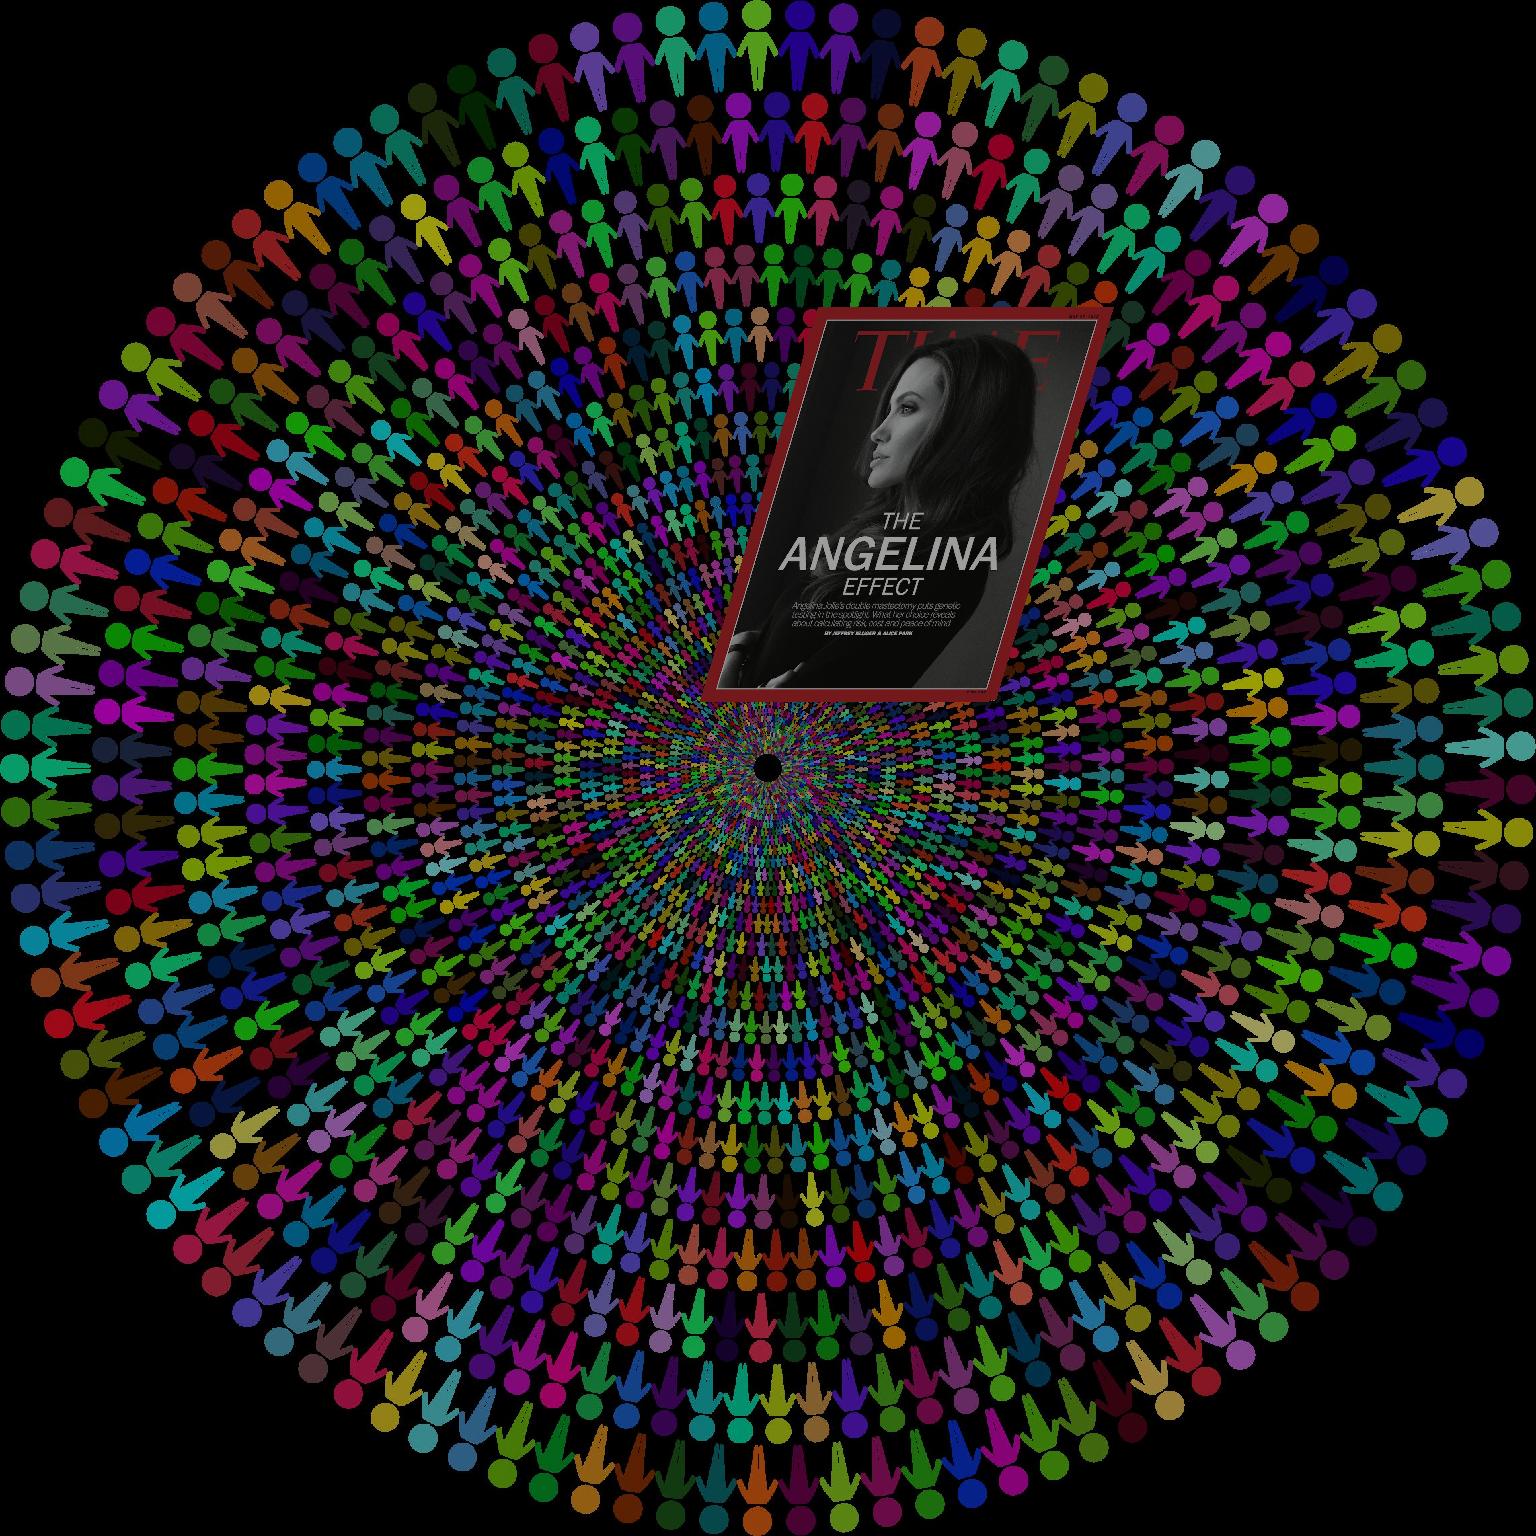 TIME
THE
ANGELINA
EFFECT
Angelina Jolie's double mastectomy puts genetic
testing in the spotlight. What her choice reveals
about calculating risk, cost and peace of mind
BY JEFFREY KLUGER & ALICE PARK